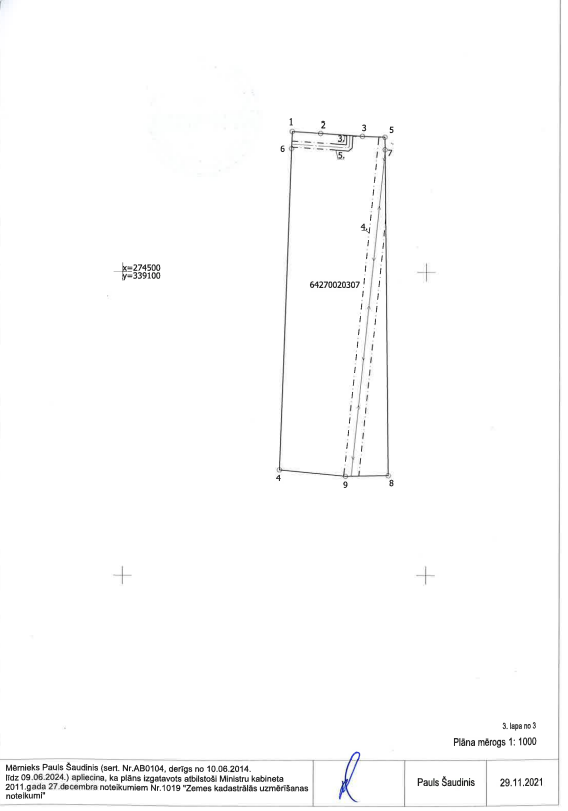 1
2
3
5
3.
6
5.
7
4.
x=274500
y=339100
64270020307
4
9
8
3. lapa no 3
Plāna mērogs 1: 1000
Mērnieks Pauls Šaudinis (sert. Nr.AB0104, derīgs no 10.06.2014.
līdz 09.06.2024.) apliecina, ka plāns izgatavots atbilstoši Ministru kabineta
2011.gada 27.decembra noteikumiem Nr.1019 "Zemes kadastrālās uzmērīšanas
noteikumi"
Pauls Šaudinis
29.11.2021